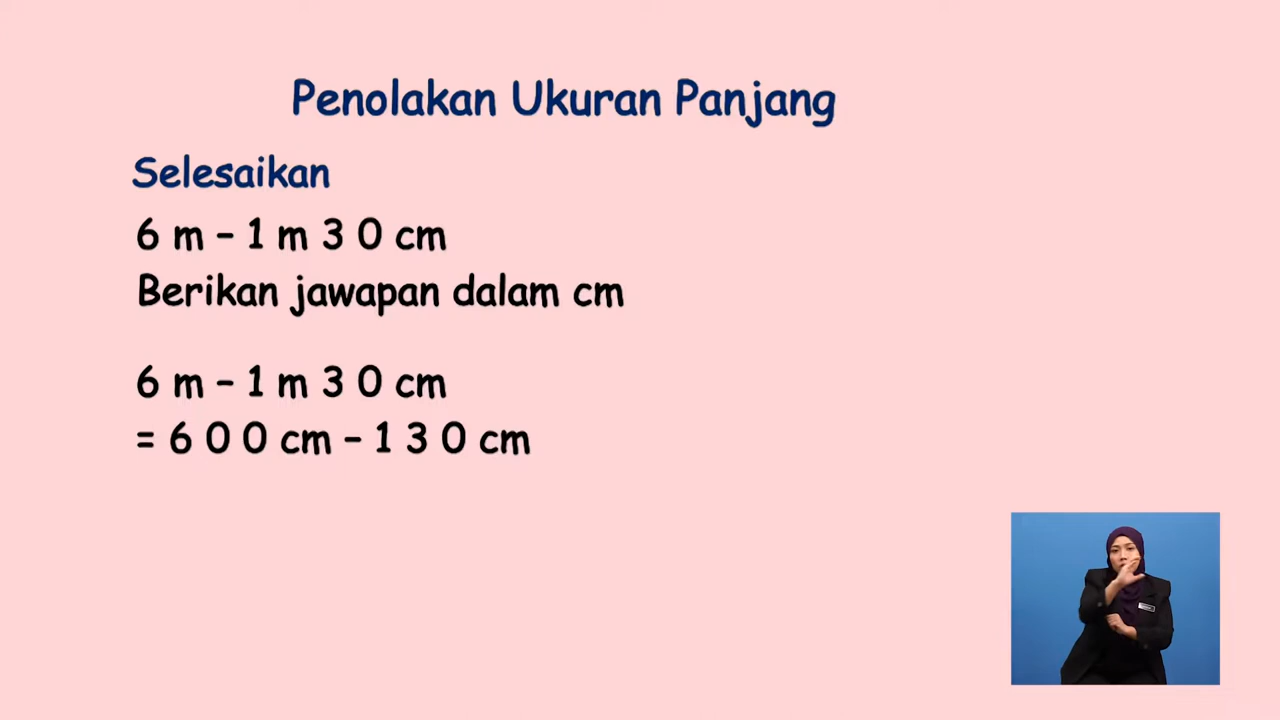 Penolakan Ukuran Panjang
Selesaikan
6 m – 1 m 3 0 cm
Berikan jawapan dalam cm
6 m – 1 m 3 0 cm
= 6 0 0 cm – 1 3 0 cm